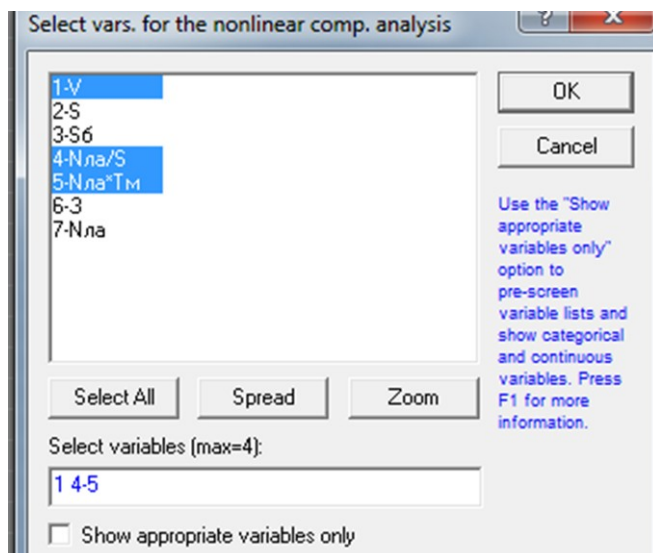 Select vars. for the nonlinear comp. analysis
1-V
2-S
3-Sб
4-Nла/S
5-Nла*Tм
6-З
7-Nла
OK
Cancel
Use the "Show
appropriate
variables only"
option to
pre-screen
variable lists and
show categorical
and continuous
variables. Press
F1 for more
information.
Select All
Spread
Zoom
Select variables (max=4):
1 4-5
Show appropriate variables only